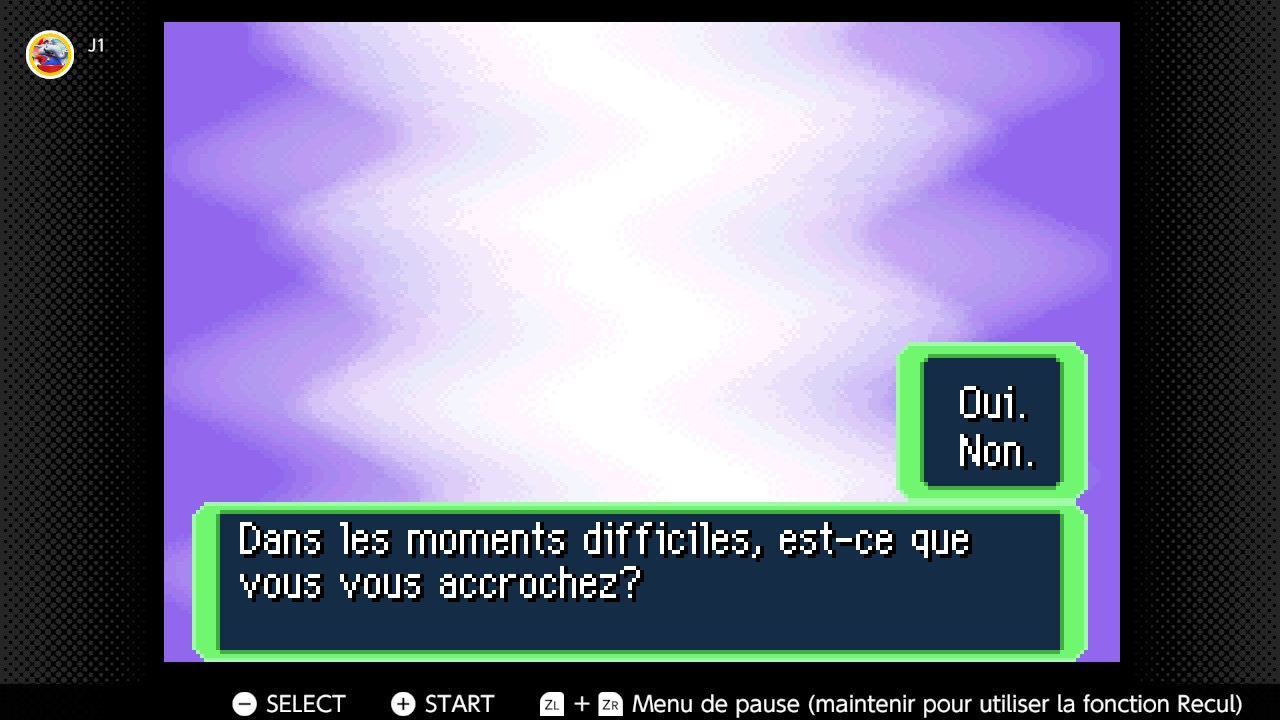 J1
Oui.
Non.
Dans les moments difficiles, est-ce que
vous vous accrochez?
SELECT START ZL + ZR Menu de pause (maintenir pour utiliser la fonction Recul)